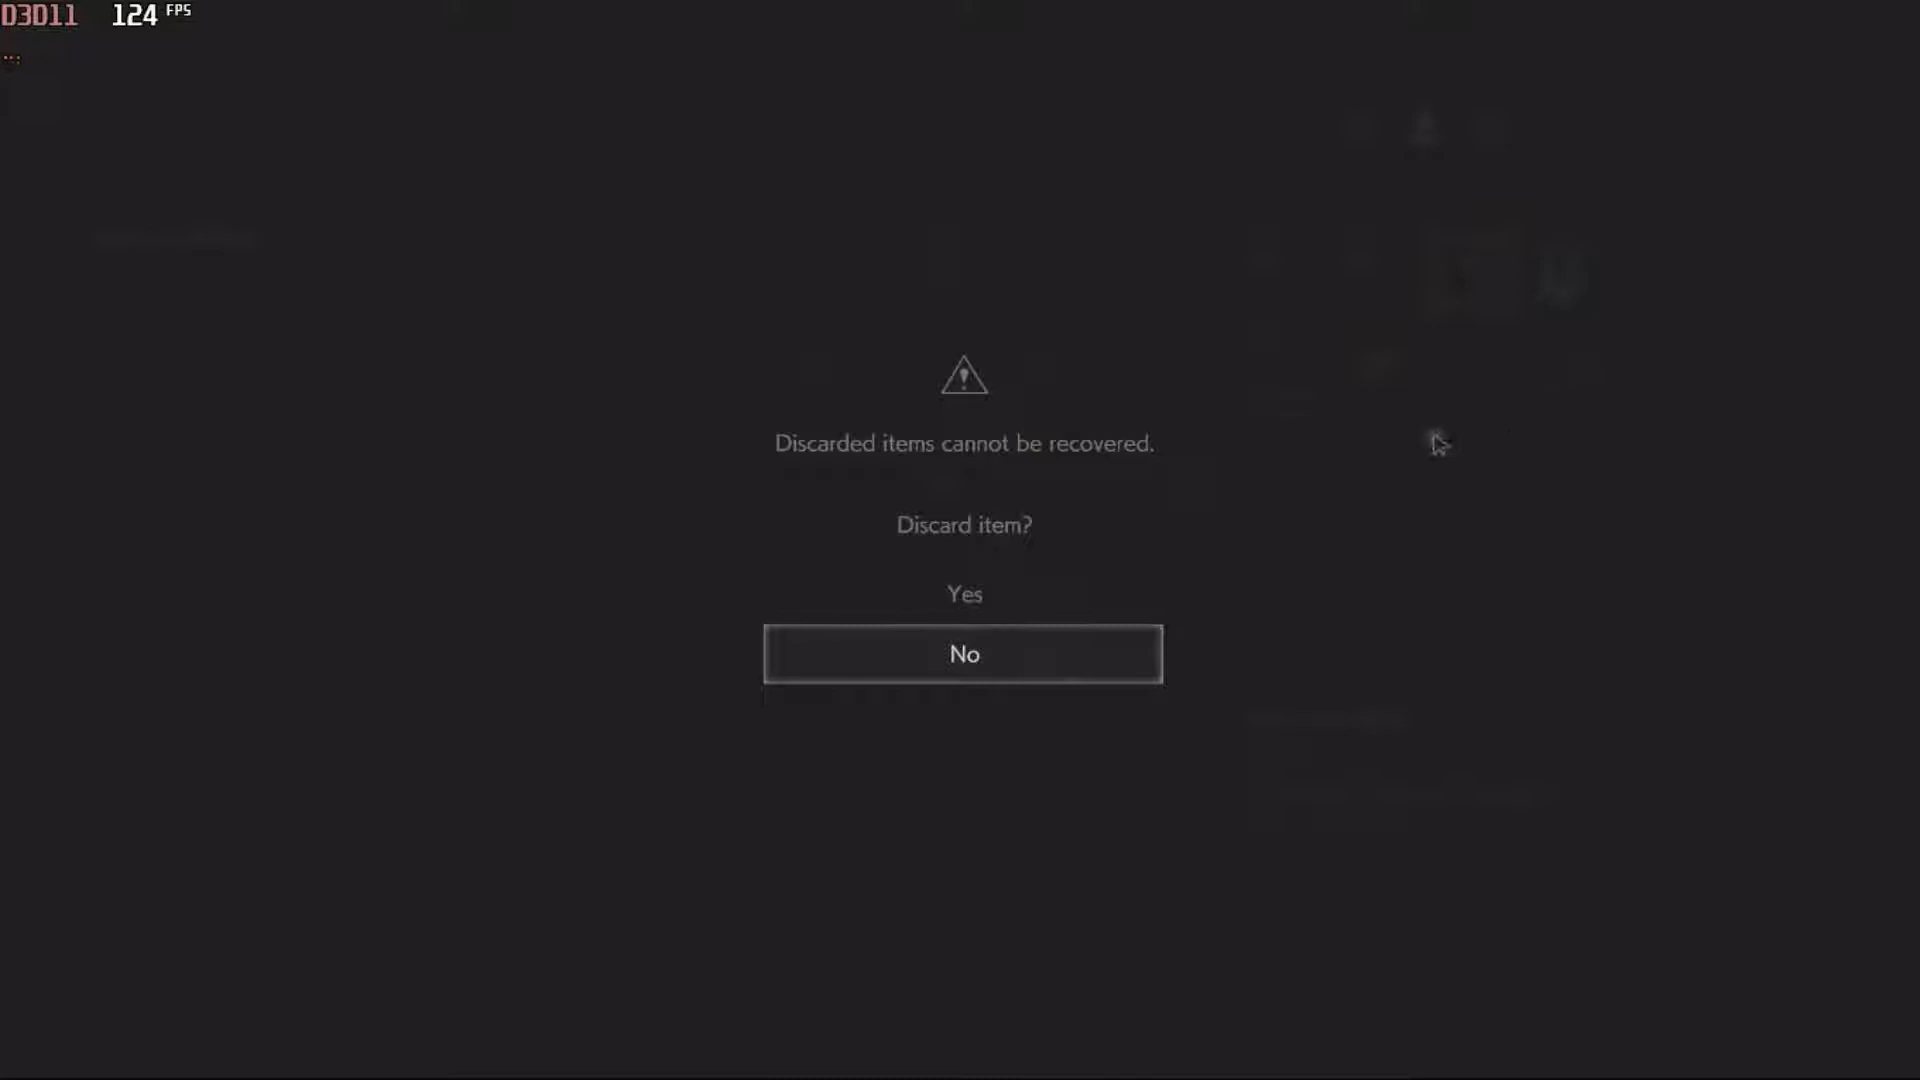 D3D11 124 FPS
Discarded items cannot be recovered.
Discard item?
Yes
No